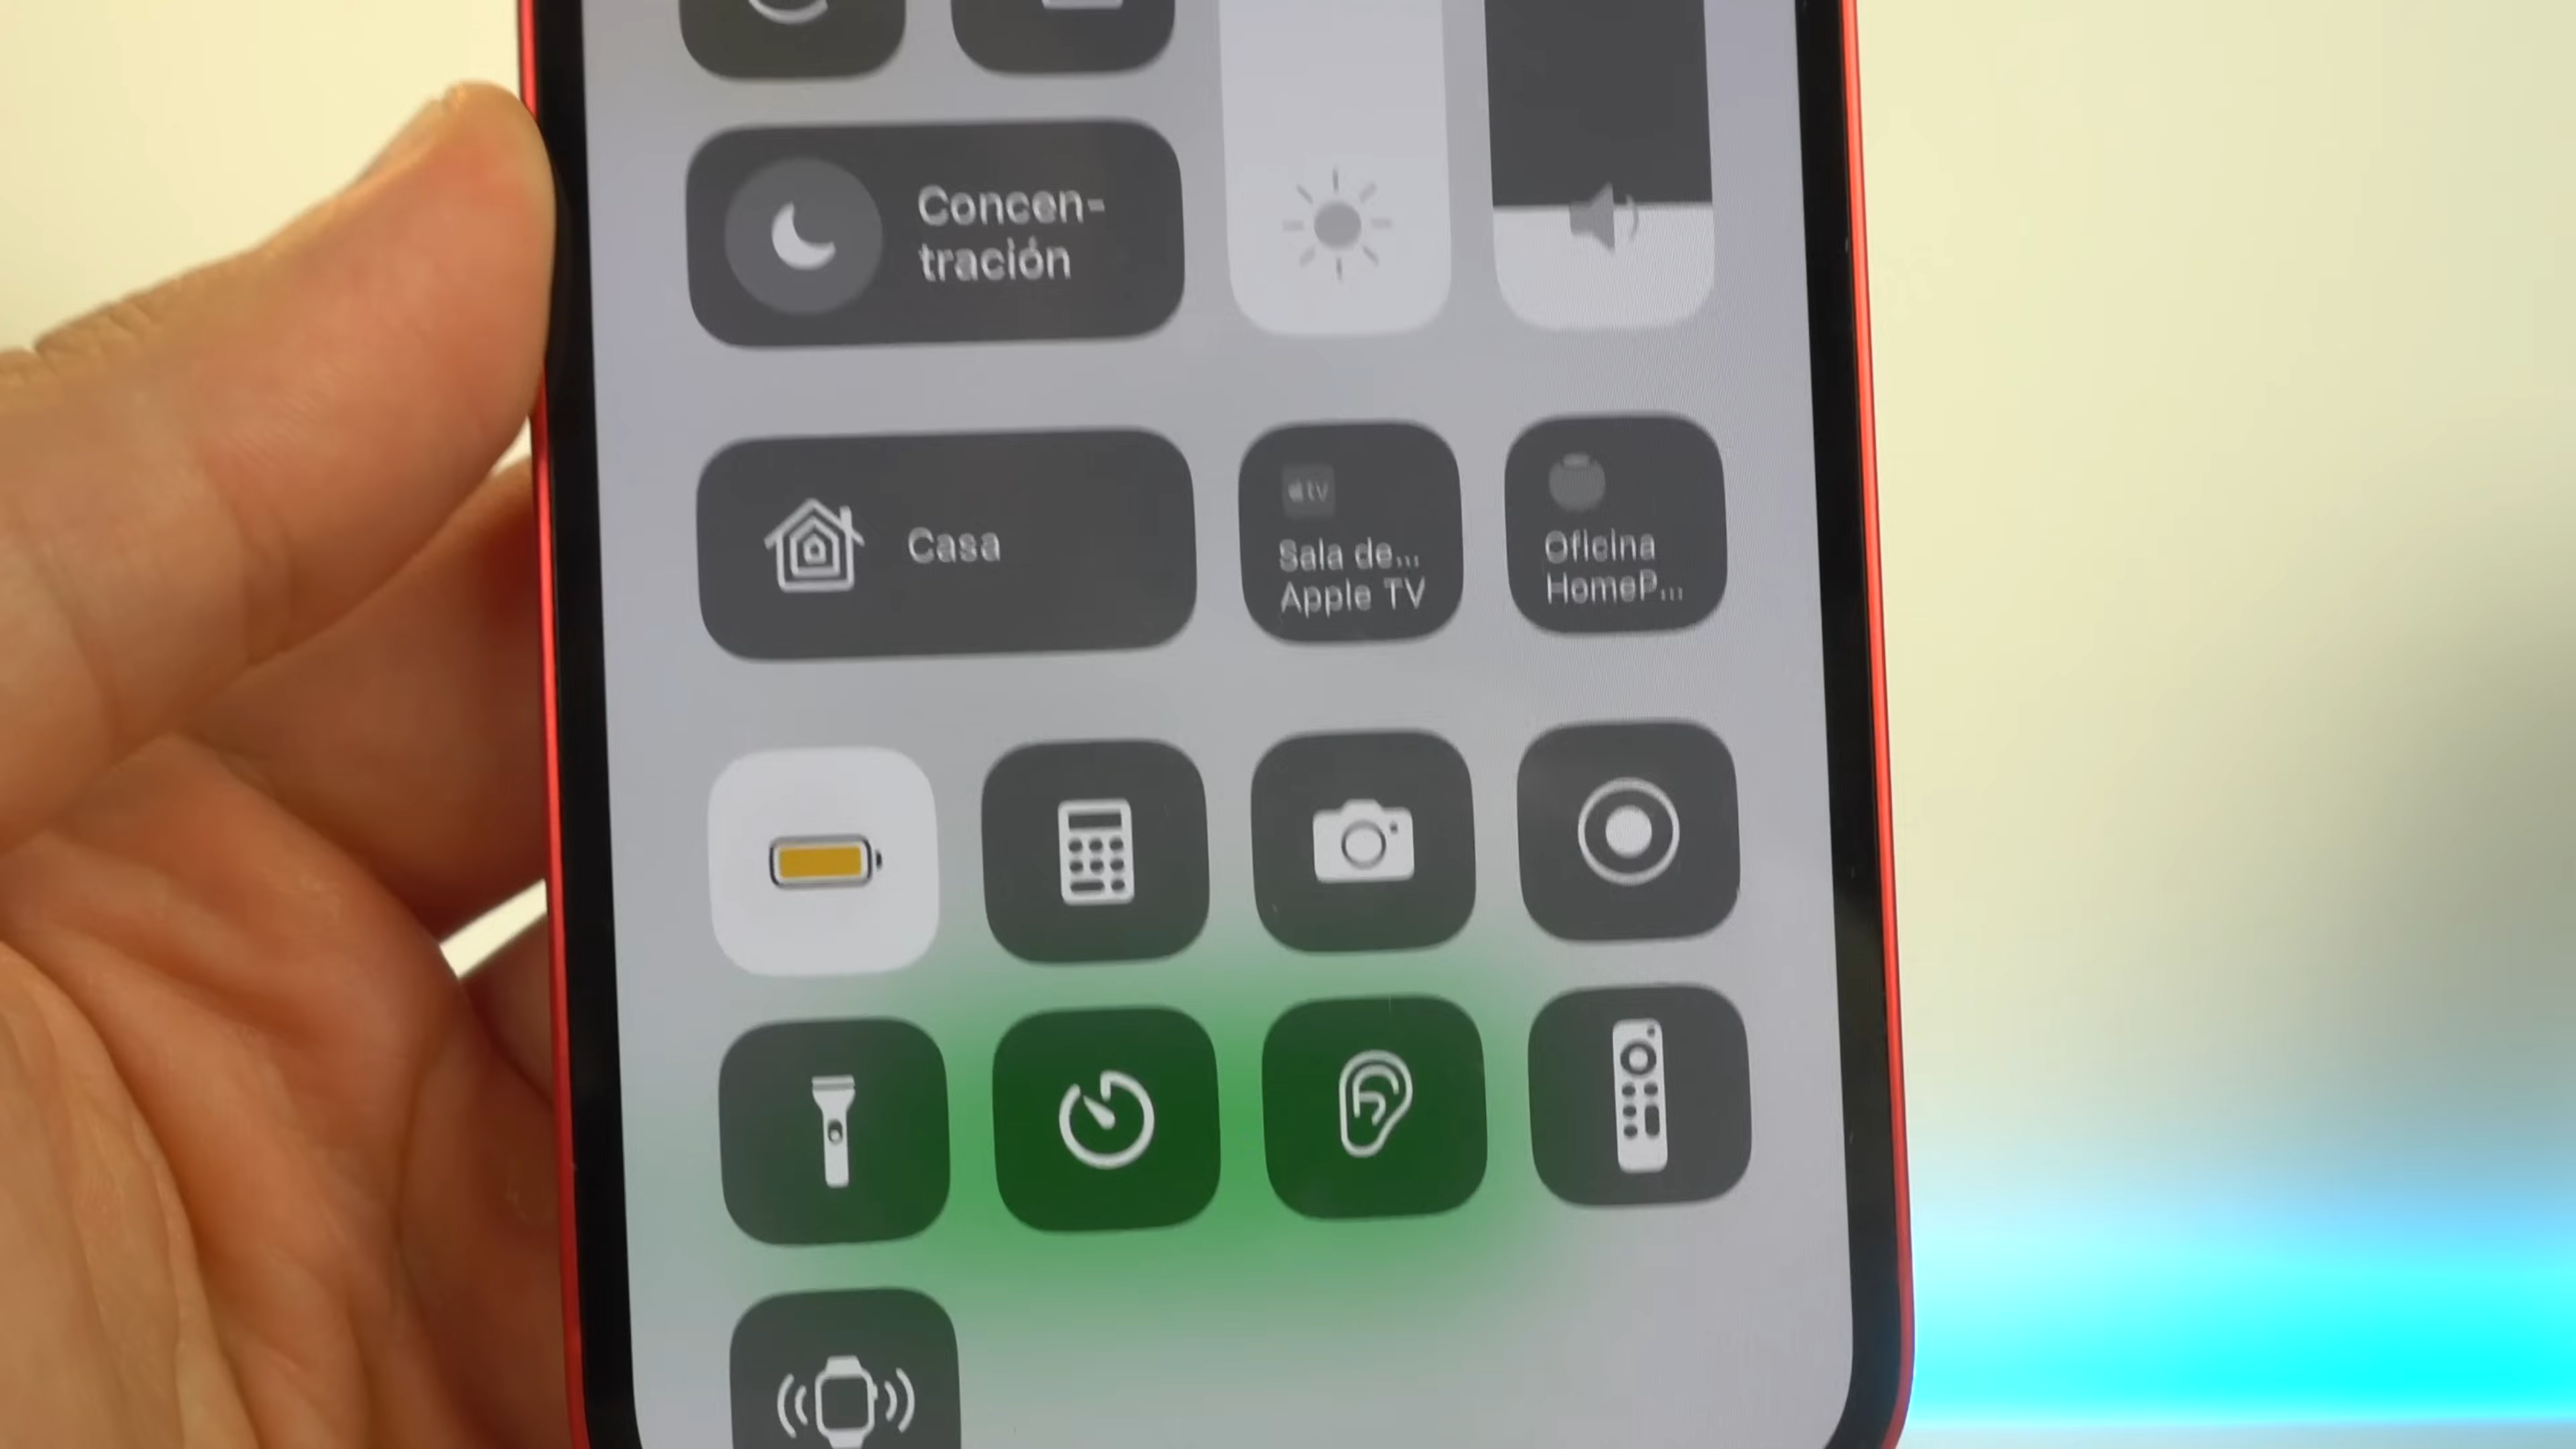 Concen-
tración
Casa
tv
Sala de...
Apple TV
Oficina
HomeP...